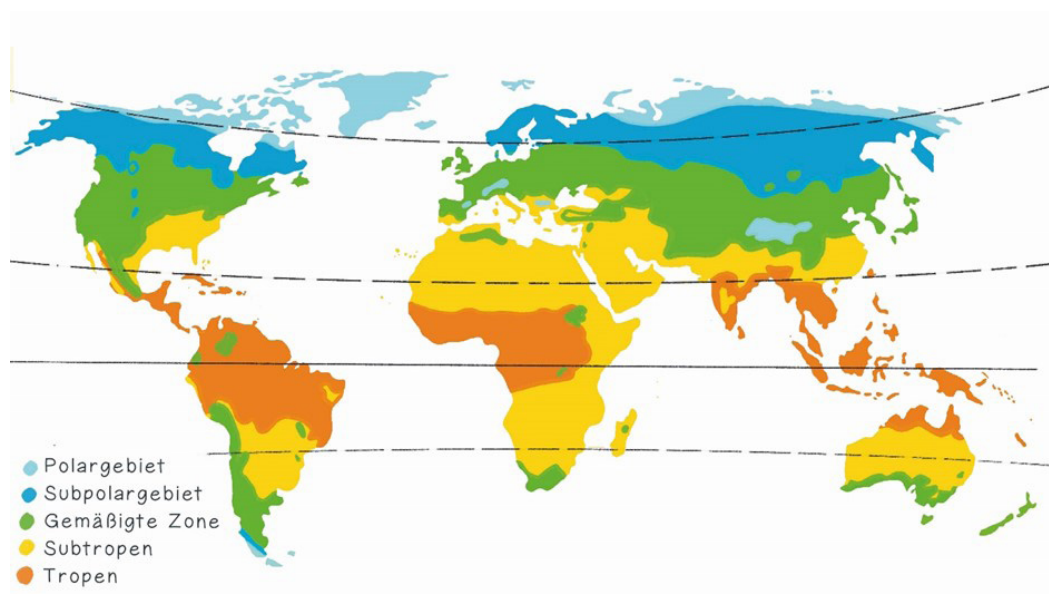 Polargebiet
Subpolargebiet
Gemäßigte Zone
Subtropen
Tropen